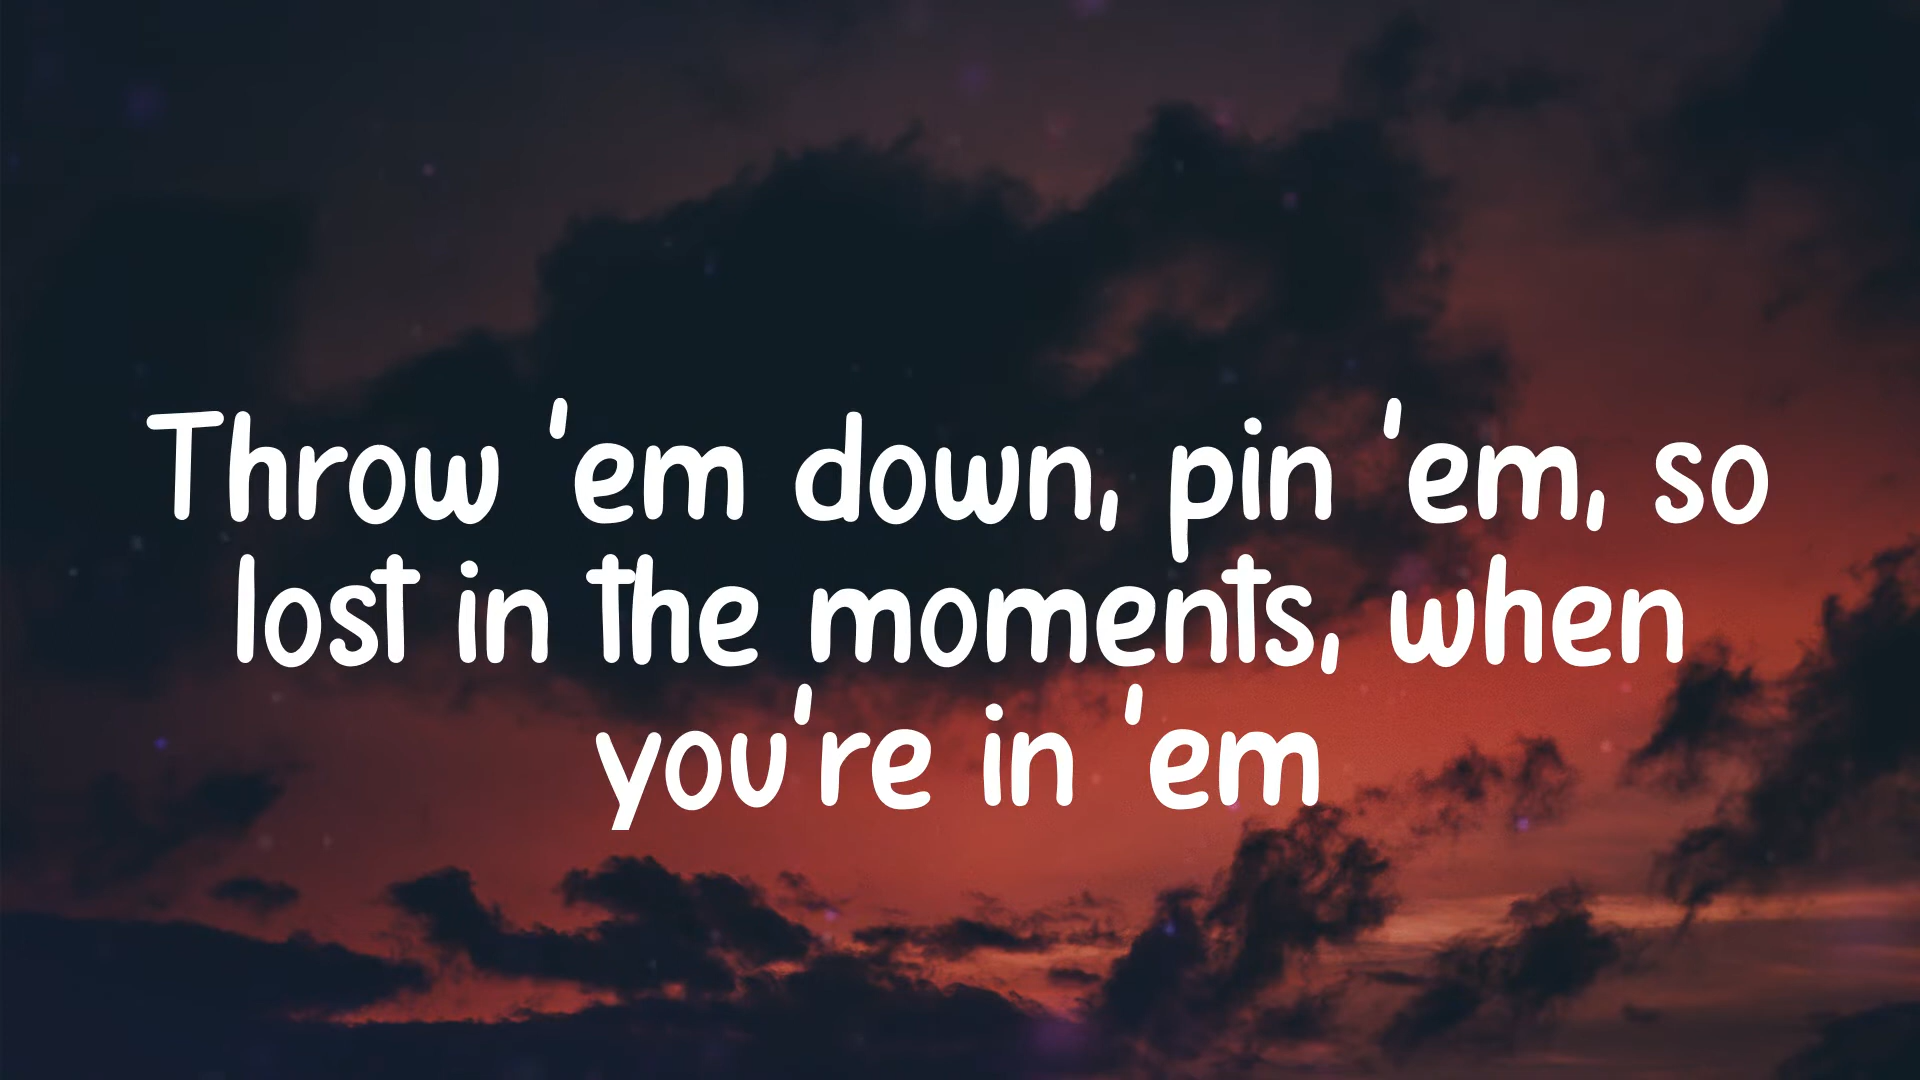 Throw 'em down, pin 'em, so
lost in the moments, when
you're in 'em